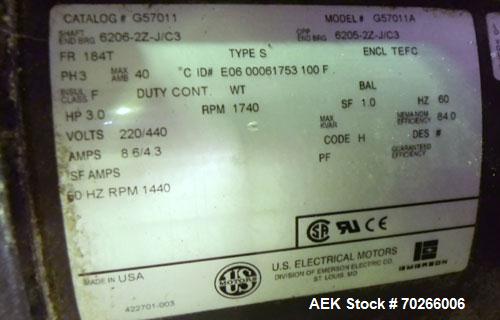 CATALOG # G57011 MODEL# G57011A
SHAFT END BRG 6206-2Z-J/C3 OPP END BRG 6205-2Z-J/C3
FR 184T TYPE S ENCL TEFC
PH 3 MAX AMB 40 °C ID# E06 00061753 100 F
INSUL CLASS F DUTY CONT. WT BAL
HP 3.0 RPM 1740 SF 1.0 HZ 60
VOLTS 220/440 MAX KVAR NEMA NOM EFFICIENCY 84.0
AMPS 8.6/4.3 CODE H DES #
SF AMPS PF GUARANTEED EFFICIENCY
50 HZ RPM 1440
MADE IN USA
US MOTORS
U.S. ELECTRICAL MOTORS
DIVISION OF EMERSON ELECTRIC CO.
ST. LOUIS, MO
EMERSON
422701-003
AEK Stock # 70266006